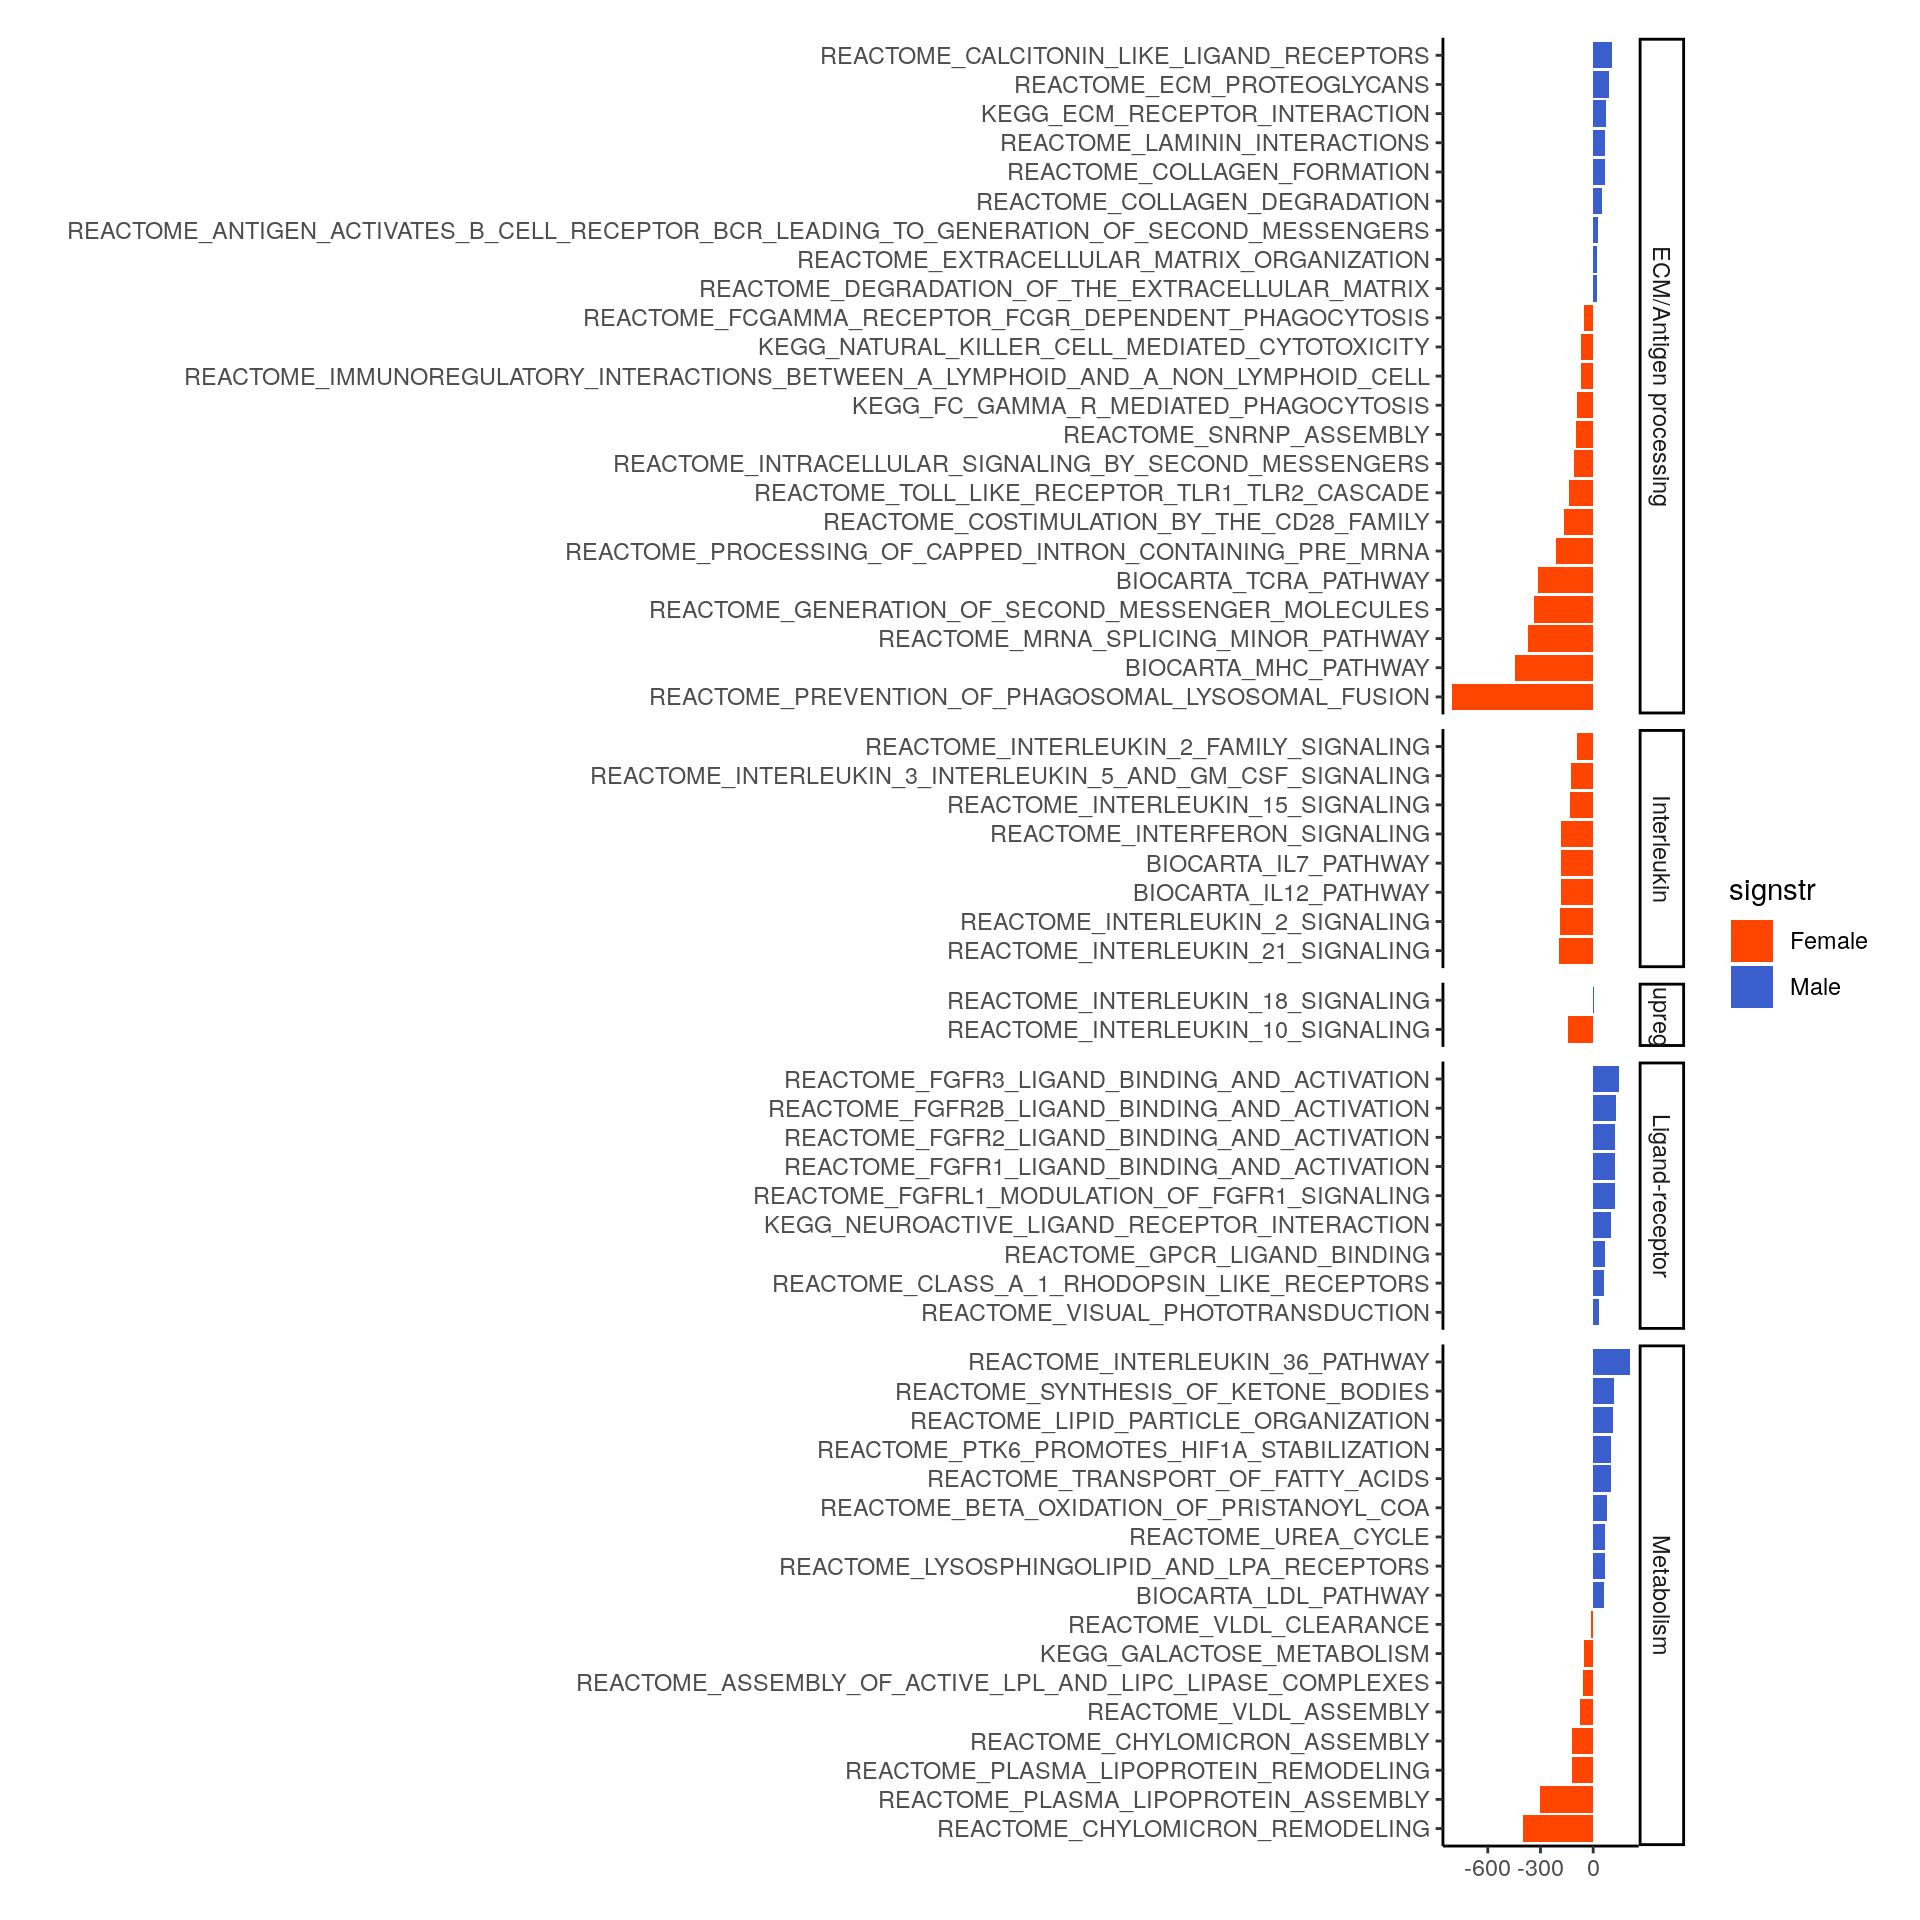 REACTOME_CALCITONIN_LIKE_LIGAND_RECEPTORS
REACTOME_ECM_PROTEOGLYCANS
KEGG_ECM_RECEPTOR_INTERACTION
REACTOME_LAMININ_INTERACTIONS
REACTOME_COLLAGEN_FORMATION
REACTOME_COLLAGEN_DEGRADATION
REACTOME_ANTIGEN_ACTIVATES_B_CELL_RECEPTOR_BCR_LEADING_TO_GENERATION_OF_SECOND_MESSENGERS
REACTOME_EXTRACELLULAR_MATRIX_ORGANIZATION
REACTOME_DEGRADATION_OF_THE_EXTRACELLULAR_MATRIX
REACTOME_FCGAMMA_RECEPTOR_FCGR_DEPENDENT_PHAGOCYTOSIS
KEGG_NATURAL_KILLER_CELL_MEDIATED_CYTOTOXICITY
REACTOME_IMMUNOREGULATORY_INTERACTIONS_BETWEEN_A_LYMPHOID_AND_A_NON_LYMPHOID_CELL
KEGG_FC_GAMMA_R_MEDIATED_PHAGOCYTOSIS
REACTOME_SNRNP_ASSEMBLY
REACTOME_INTRACELLULAR_SIGNALING_BY_SECOND_MESSENGERS
REACTOME_TOLL_LIKE_RECEPTOR_TLR1_TLR2_CASCADE
REACTOME_COSTIMULATION_BY_THE_CD28_FAMILY
REACTOME_PROCESSING_OF_CAPPED_INTRON_CONTAINING_PRE_MRNA
BIOCARTA_TCRA_PATHWAY
REACTOME_GENERATION_OF_SECOND_MESSENGER_MOLECULES
REACTOME_MRNA_SPLICING_MINOR_PATHWAY
BIOCARTA_MHC_PATHWAY
REACTOME_PREVENTION_OF_PHAGOSOMAL_LYSOSOMAL_FUSION
ECM/Antigen processing
REACTOME_INTERLEUKIN_2_FAMILY_SIGNALING
REACTOME_INTERLEUKIN_3_INTERLEUKIN_5_AND_GM_CSF_SIGNALING
REACTOME_INTERLEUKIN_15_SIGNALING
REACTOME_INTERFERON_SIGNALING
BIOCARTA_IL7_PATHWAY
BIOCARTA_IL12_PATHWAY
REACTOME_INTERLEUKIN_2_SIGNALING
REACTOME_INTERLEUKIN_21_SIGNALING
Interleukin
REACTOME_INTERLEUKIN_18_SIGNALING
REACTOME_INTERLEUKIN_10_SIGNALING
upreg
REACTOME_FGFR3_LIGAND_BINDING_AND_ACTIVATION
REACTOME_FGFR2B_LIGAND_BINDING_AND_ACTIVATION
REACTOME_FGFR2_LIGAND_BINDING_AND_ACTIVATION
REACTOME_FGFR1_LIGAND_BINDING_AND_ACTIVATION
REACTOME_FGFRL1_MODULATION_OF_FGFR1_SIGNALING
KEGG_NEUROACTIVE_LIGAND_RECEPTOR_INTERACTION
REACTOME_GPCR_LIGAND_BINDING
REACTOME_CLASS_A_1_RHODOPSIN_LIKE_RECEPTORS
REACTOME_VISUAL_PHOTOTRANSDUCTION
Ligand-receptor
REACTOME_INTERLEUKIN_36_PATHWAY
REACTOME_SYNTHESIS_OF_KETONE_BODIES
REACTOME_LIPID_PARTICLE_ORGANIZATION
REACTOME_PTK6_PROMOTES_HIF1A_STABILIZATION
REACTOME_TRANSPORT_OF_FATTY_ACIDS
REACTOME_BETA_OXIDATION_OF_PRISTANOYL_COA
REACTOME_UREA_CYCLE
REACTOME_LYSOSPHINGOLIPID_AND_LPA_RECEPTORS
BIOCARTA_LDL_PATHWAY
REACTOME_VLDL_CLEARANCE
KEGG_GALACTOSE_METABOLISM
REACTOME_ASSEMBLY_OF_ACTIVE_LPL_AND_LIPC_LIPASE_COMPLEXES
REACTOME_VLDL_ASSEMBLY
REACTOME_CHYLOMICRON_ASSEMBLY
REACTOME_PLASMA_LIPOPROTEIN_REMODELING
REACTOME_PLASMA_LIPOPROTEIN_ASSEMBLY
REACTOME_CHYLOMICRON_REMODELING
Metabolism
-600 -300 0
signstr
Female
Male